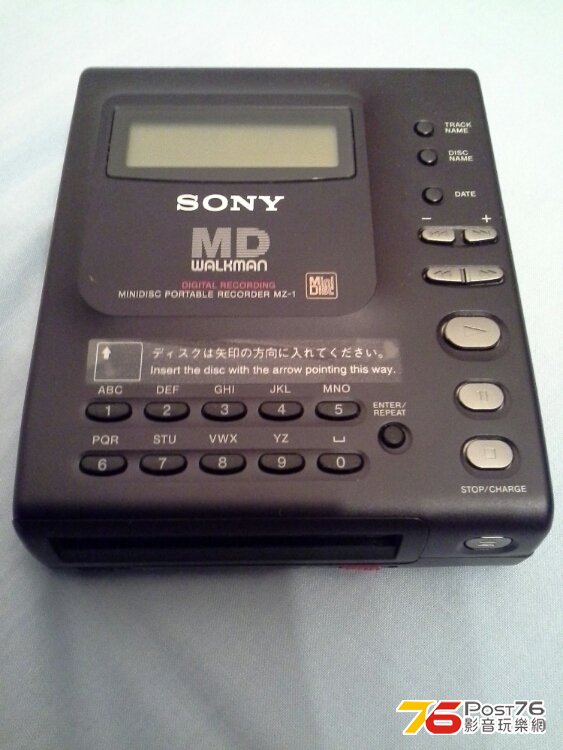 TRACK
NAME
DISC
NAME
DATE
SONY
− +
MD
WALKMAN
DIGITAL RECORDING
MINIDISC PORTABLE RECORDER MZ-1
Mini
Disc
ディスクは矢印の方向に入れてください。
Insert the disc with the arrow pointing this way.
ABC DEF GHI JKL MNO
1 2 3 4 5
ENTER/
REPEAT
PQR STU VWX YZ ␣
6 7 8 9 0
STOP/CHARGE
76 POST76
影音玩樂網